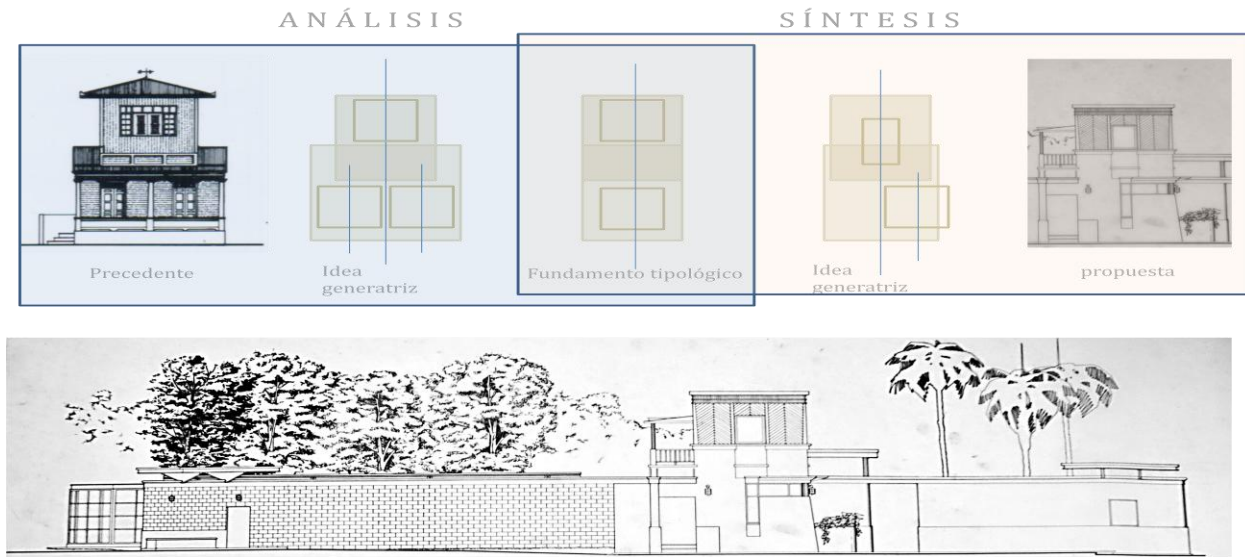 ANÁLISIS
SÍNTESIS
Precedente
Idea
generatriz
Fundamento tipológico
Idea
generatriz
propuesta